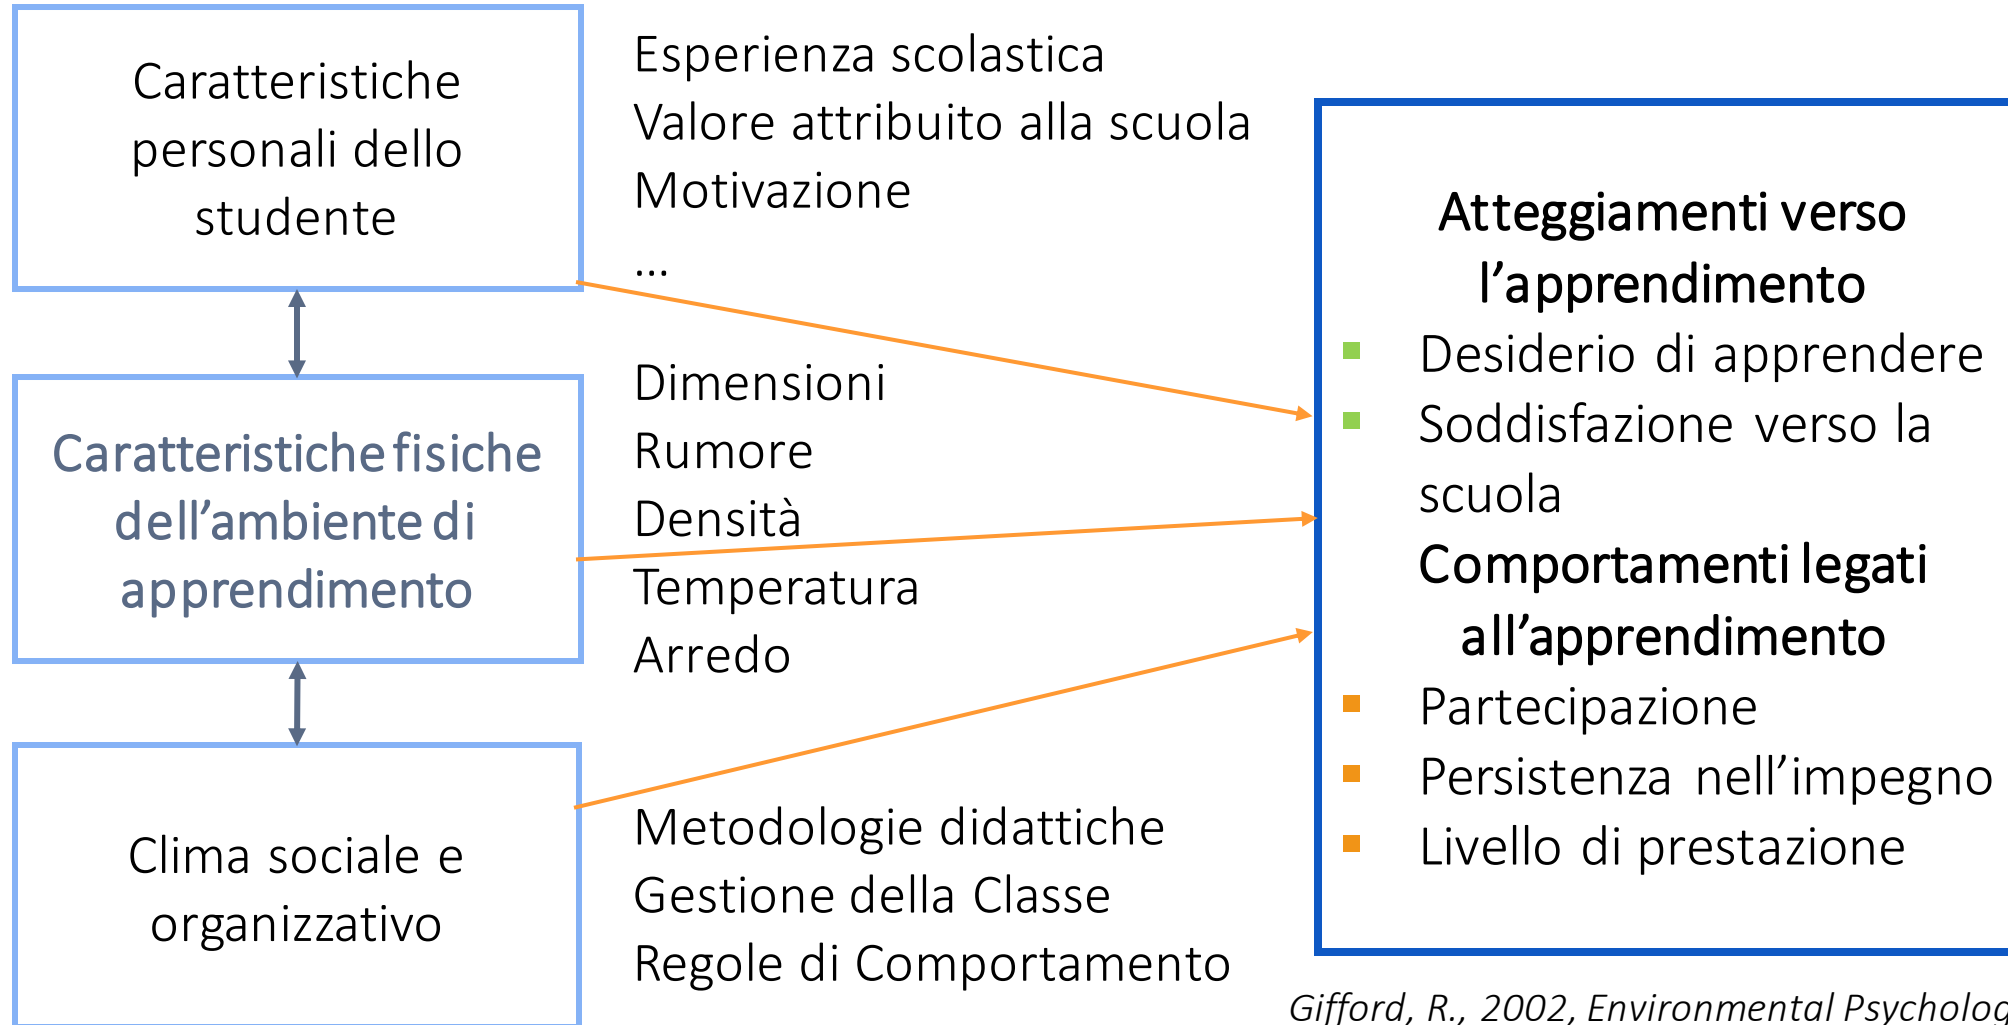 Caratteristiche
personali dello
studente
Esperienza scolastica
Valore attribuito alla scuola
Motivazione
...
Caratteristiche fisiche
dell’ambiente di
apprendimento
Dimensioni
Rumore
Densità
Temperatura
Arredo
Clima sociale e
organizzativo
Metodologie didattiche
Gestione della Classe
Regole di Comportamento
Atteggiamenti verso
l’apprendimento
Desiderio di apprendere
Soddisfazione verso la
scuola
Comportamenti legati
all’apprendimento
Partecipazione
Persistenza nell’impegno
Livello di prestazione
Gifford, R., 2002, Environmental Psycholog